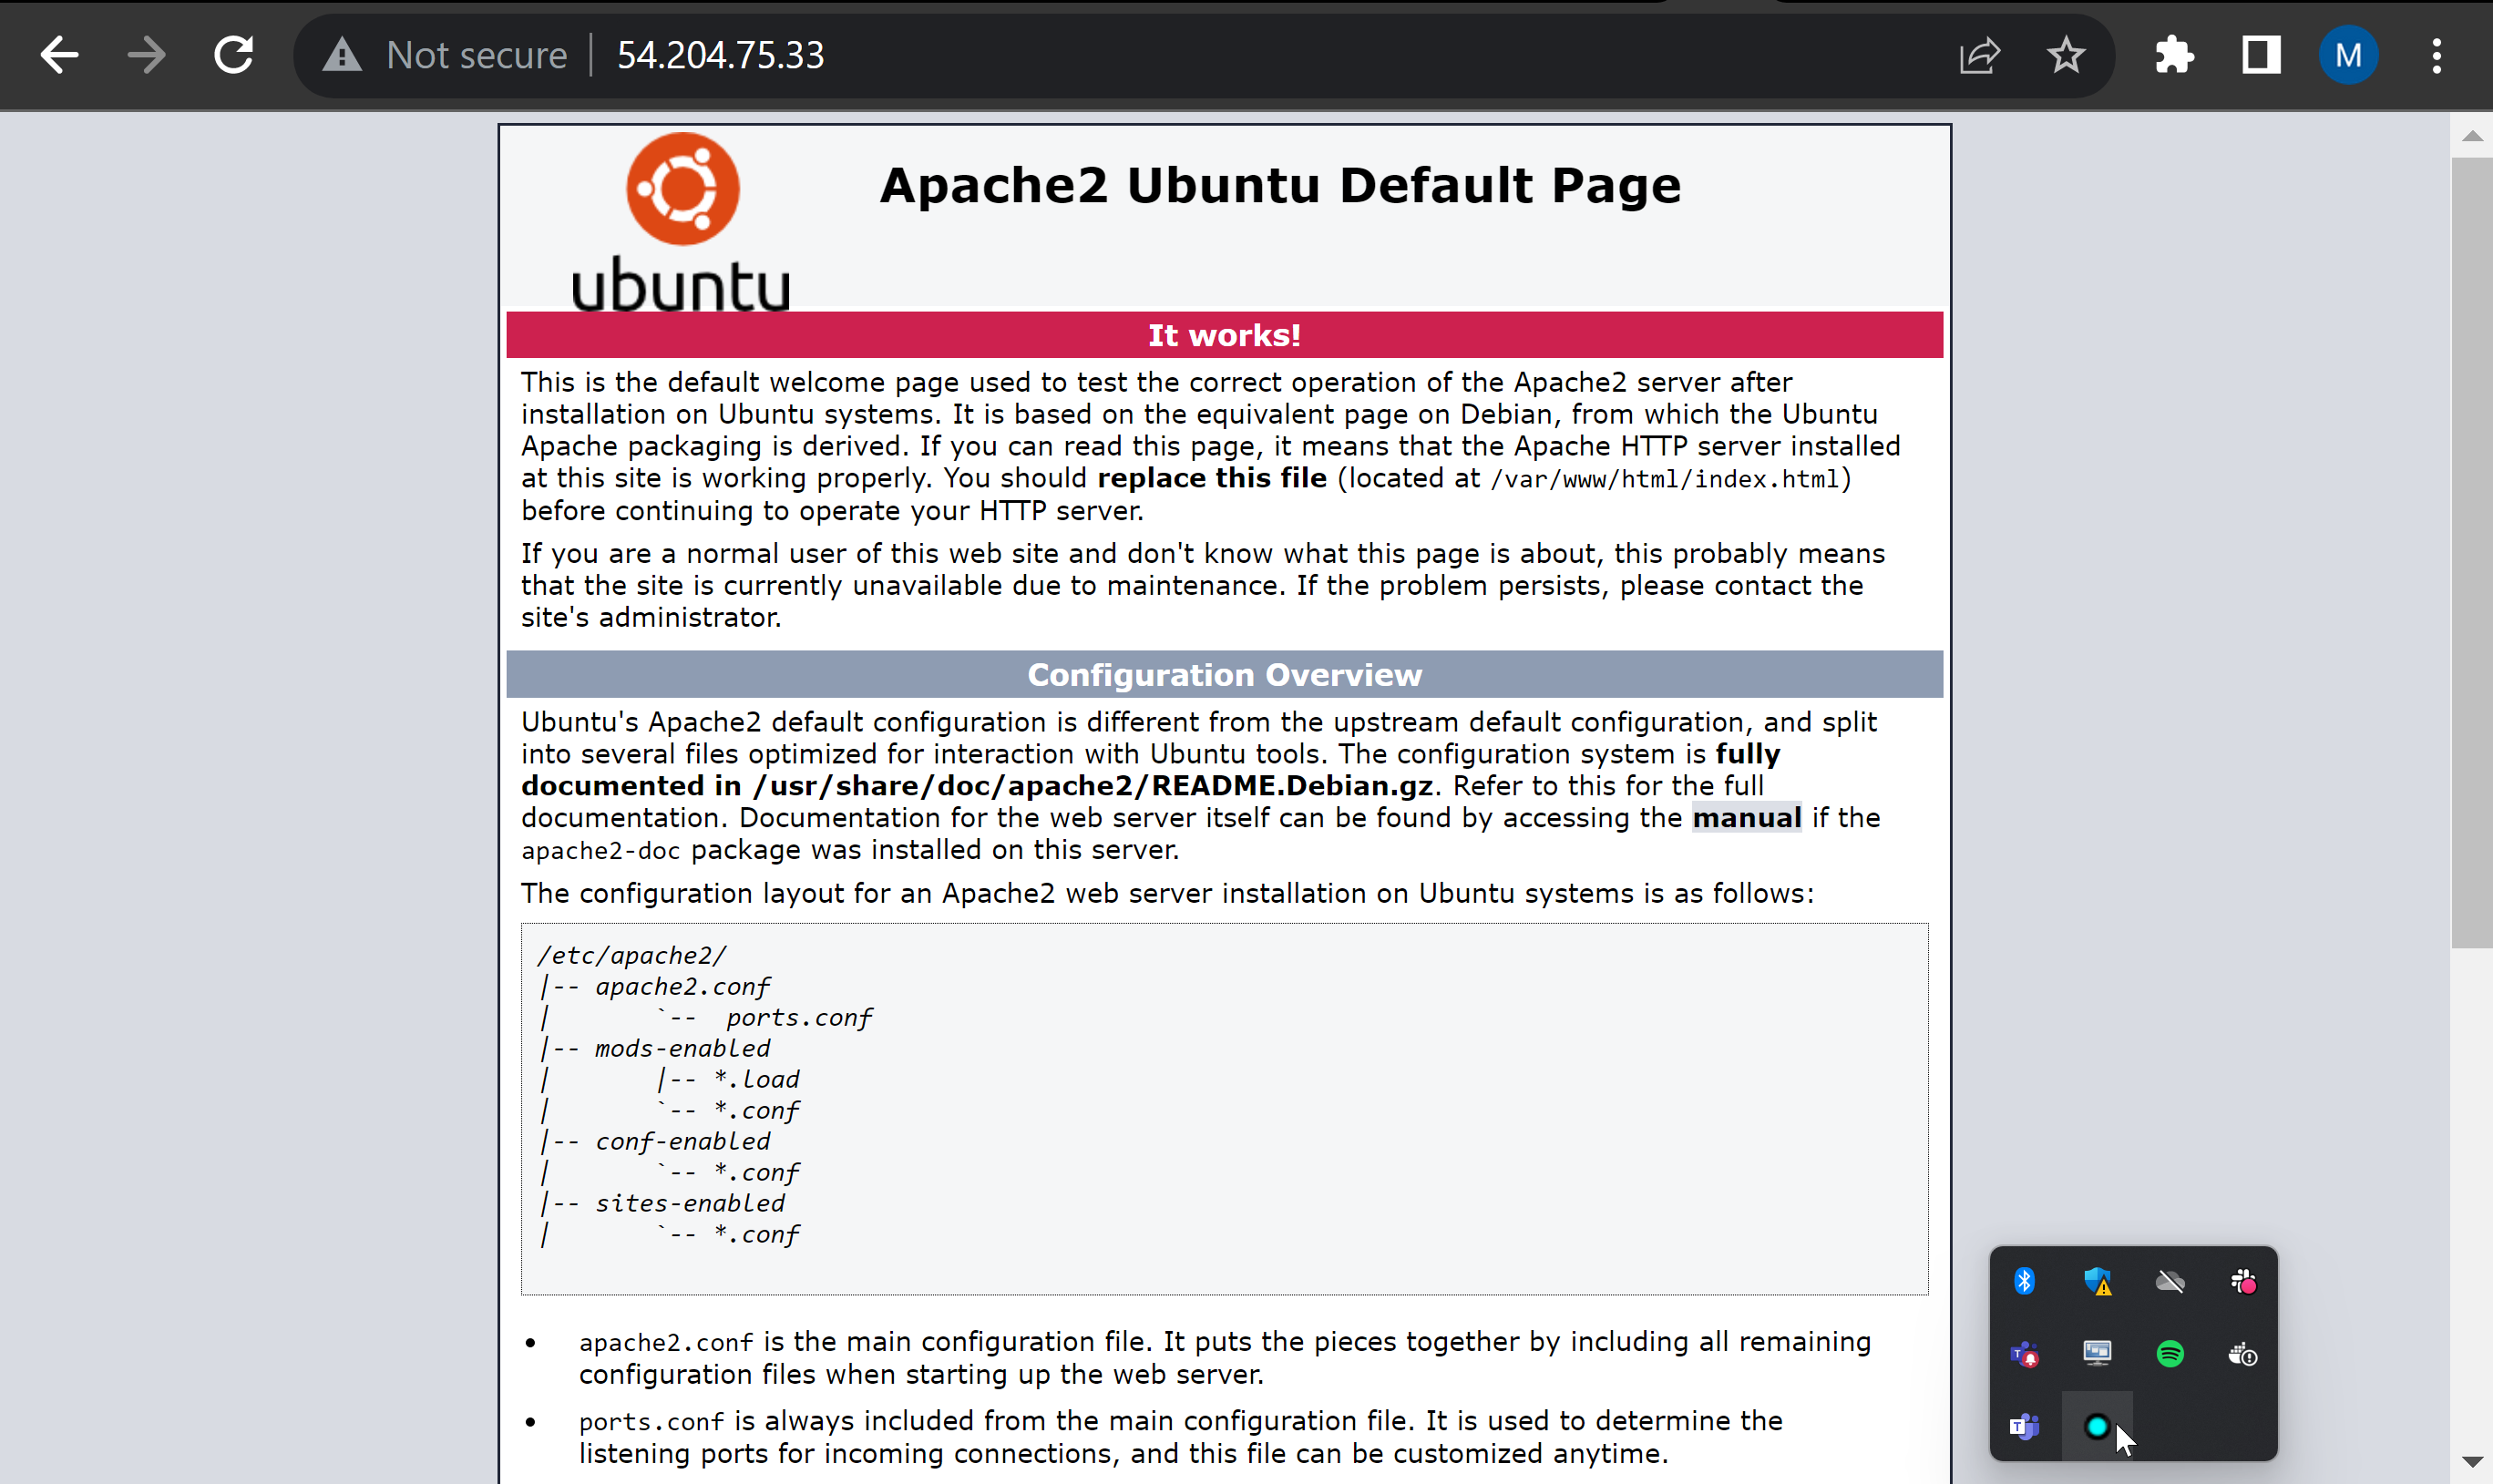 Not secure 54.204.75.33
M
ubuntu
Apache2 Ubuntu Default Page
It works!
This is the default welcome page used to test the correct operation of the Apache2 server after
installation on Ubuntu systems. It is based on the equivalent page on Debian, from which the Ubuntu
Apache packaging is derived. If you can read this page, it means that the Apache HTTP server installed
at this site is working properly. You should replace this file (located at /var/www/html/index.html)
before continuing to operate your HTTP server.
If you are a normal user of this web site and don't know what this page is about, this probably means
that the site is currently unavailable due to maintenance. If the problem persists, please contact the
site's administrator.
Configuration Overview
Ubuntu's Apache2 default configuration is different from the upstream default configuration, and split
into several files optimized for interaction with Ubuntu tools. The configuration system is fully
documented in /usr/share/doc/apache2/README.Debian.gz. Refer to this for the full
documentation. Documentation for the web server itself can be found by accessing the manual if the
apache2-doc package was installed on this server.
The configuration layout for an Apache2 web server installation on Ubuntu systems is as follows:
/etc/apache2/
|-- apache2.conf
|       `--  ports.conf
|-- mods-enabled
|       |-- *.load
|       `-- *.conf
|-- conf-enabled
|       `-- *.conf
|-- sites-enabled
|       `-- *.conf
• apache2.conf is the main configuration file. It puts the pieces together by including all remaining
configuration files when starting up the web server.
• ports.conf is always included from the main configuration file. It is used to determine the
listening ports for incoming connections, and this file can be customized anytime.